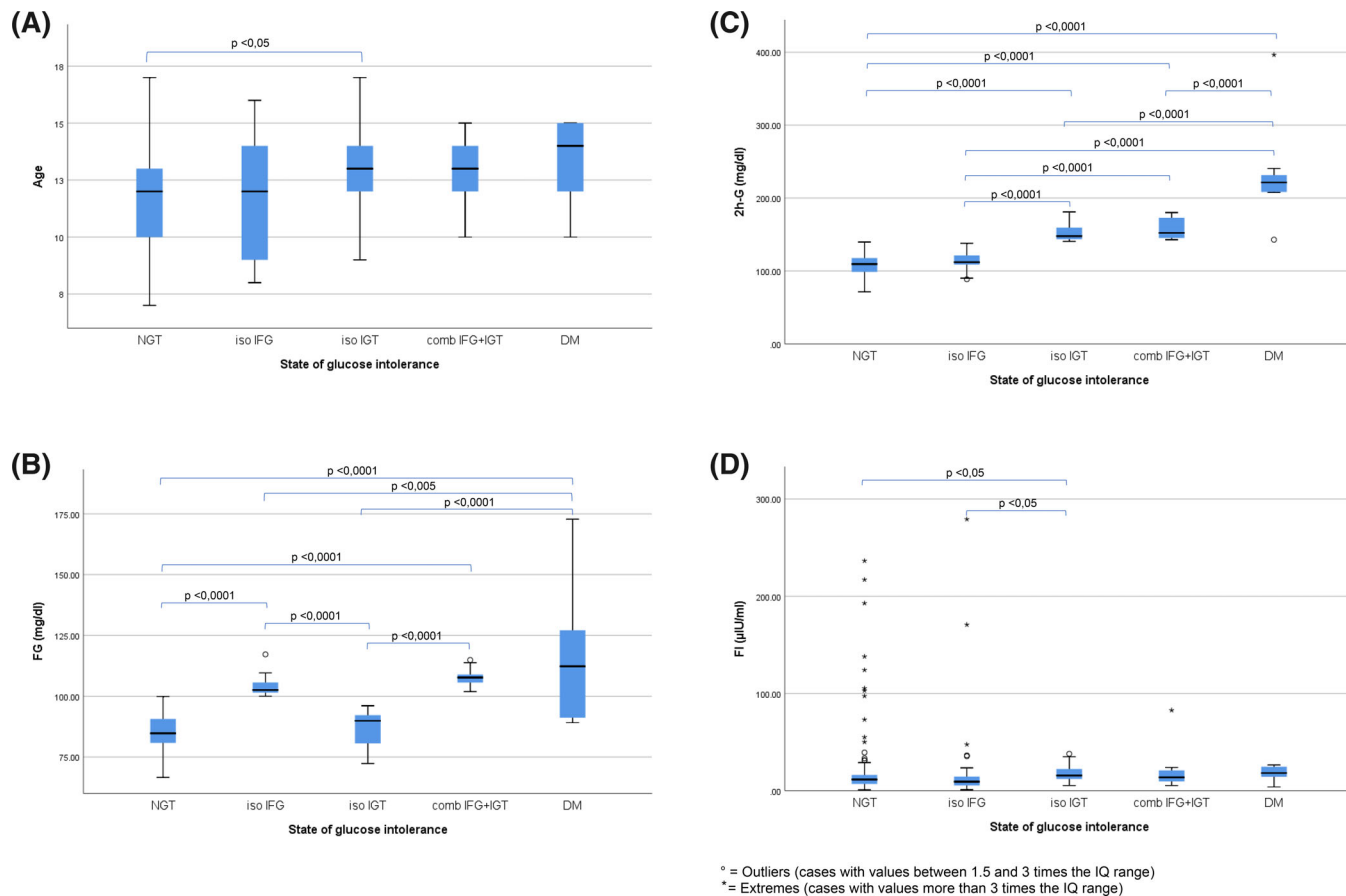 (A)
p <0,05
18
15
13
10
8
Age
NGT iso IFG iso IGT comb IFG+IGT DM
State of glucose intolerance
(C)
p <0,0001
400.00
p <0,0001
p <0,0001 p <0,0001
p <0,0001
300.00
p <0,0001
p <0,0001
p <0,0001
200.00
100.00
.00
2h-G (mg/dl)
NGT iso IFG iso IGT comb IFG+IGT DM
State of glucose intolerance
(B)
p <0,0001
p <0,005
p <0,0001
175.00
p <0,0001
150.00
p <0,0001
p <0,0001
p <0,0001
125.00
100.00
75.00
FG (mg/dl)
NGT iso IFG iso IGT comb IFG+IGT DM
State of glucose intolerance
(D)
p <0,05
p <0,05
300.00
200.00
100.00
.00
FI (µIU/ml)
NGT iso IFG iso IGT comb IFG+IGT DM
State of glucose intolerance
° = Outliers (cases with values between 1.5 and 3 times the IQ range)
* = Extremes (cases with values more than 3 times the IQ range)